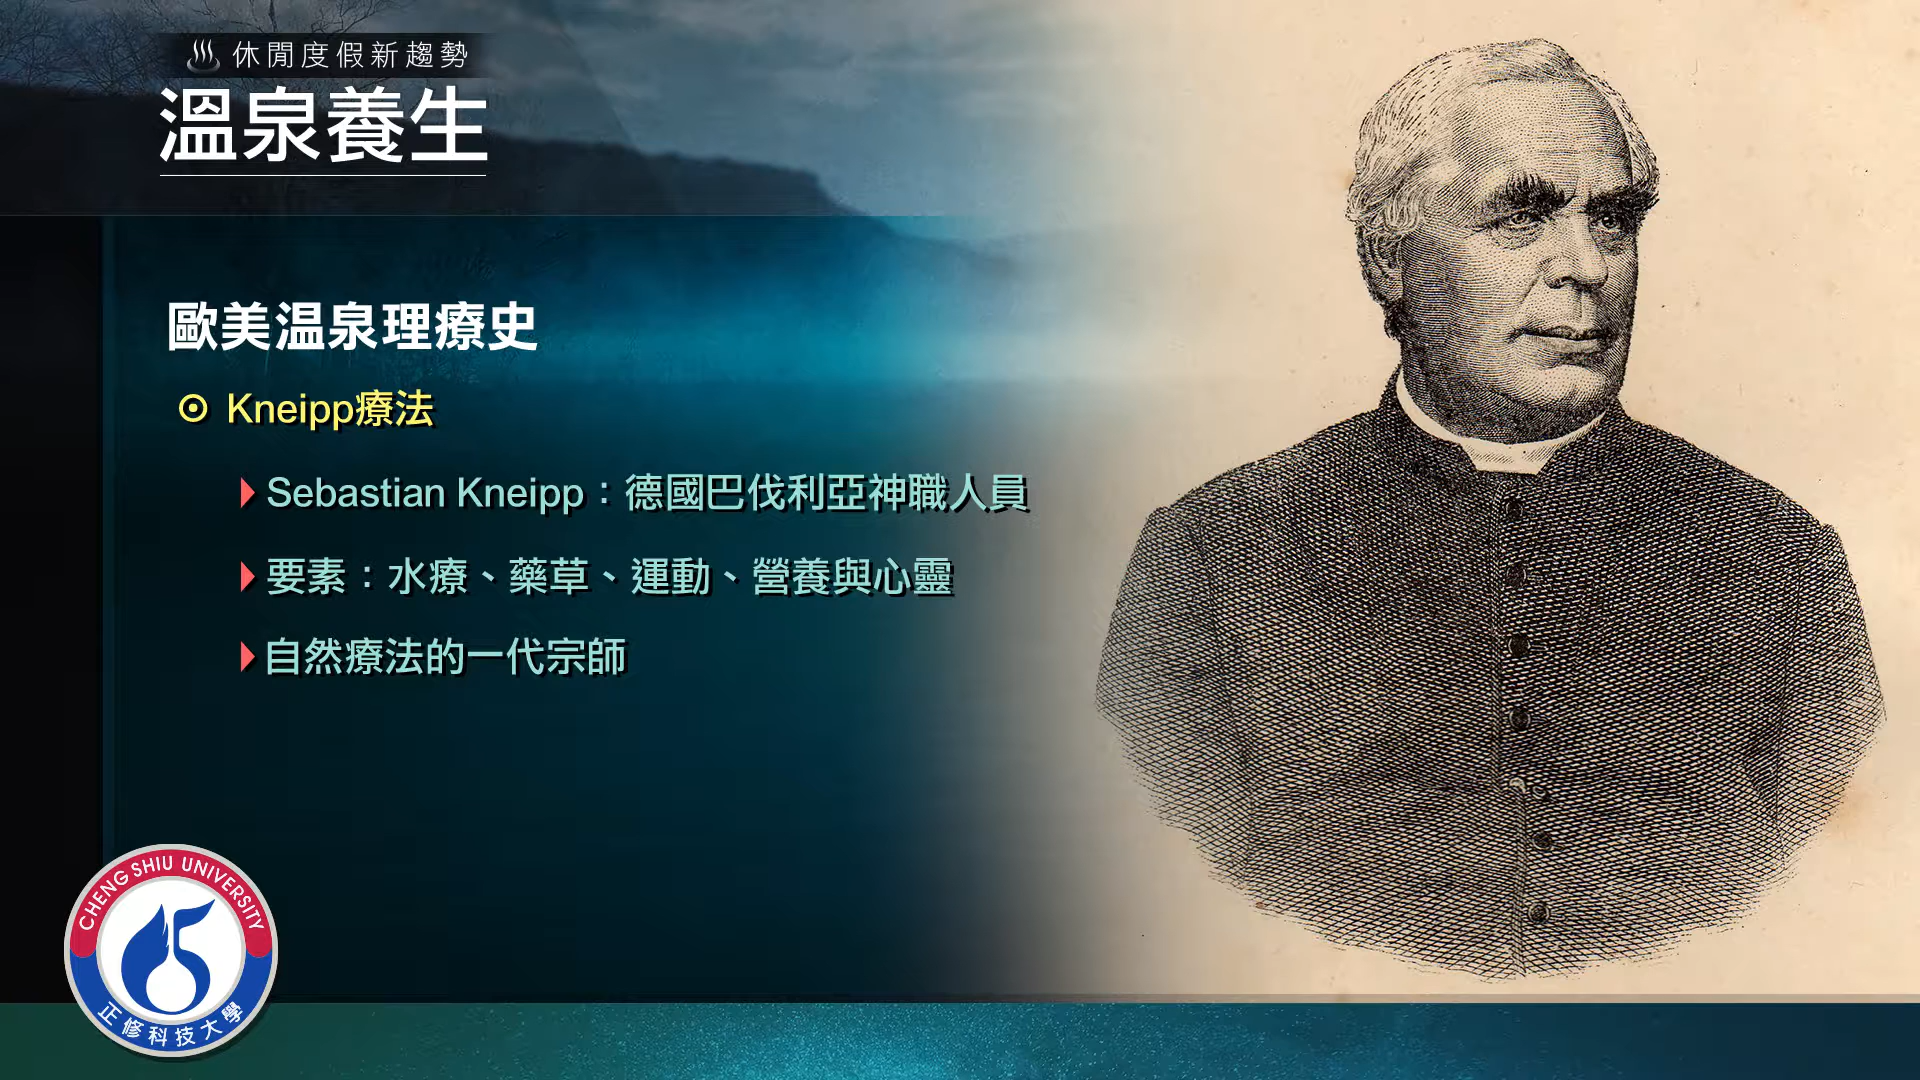 休閒度假新趨勢
溫泉養生
歐美温泉理療史
Kneipp療法
Sebastian Kneipp：德國巴伐利亞神職人員
要素：水療、藥草、運動、營養與心靈
自然療法的一代宗師
CHENG SHIU UNIVERSITY
正修科技大學